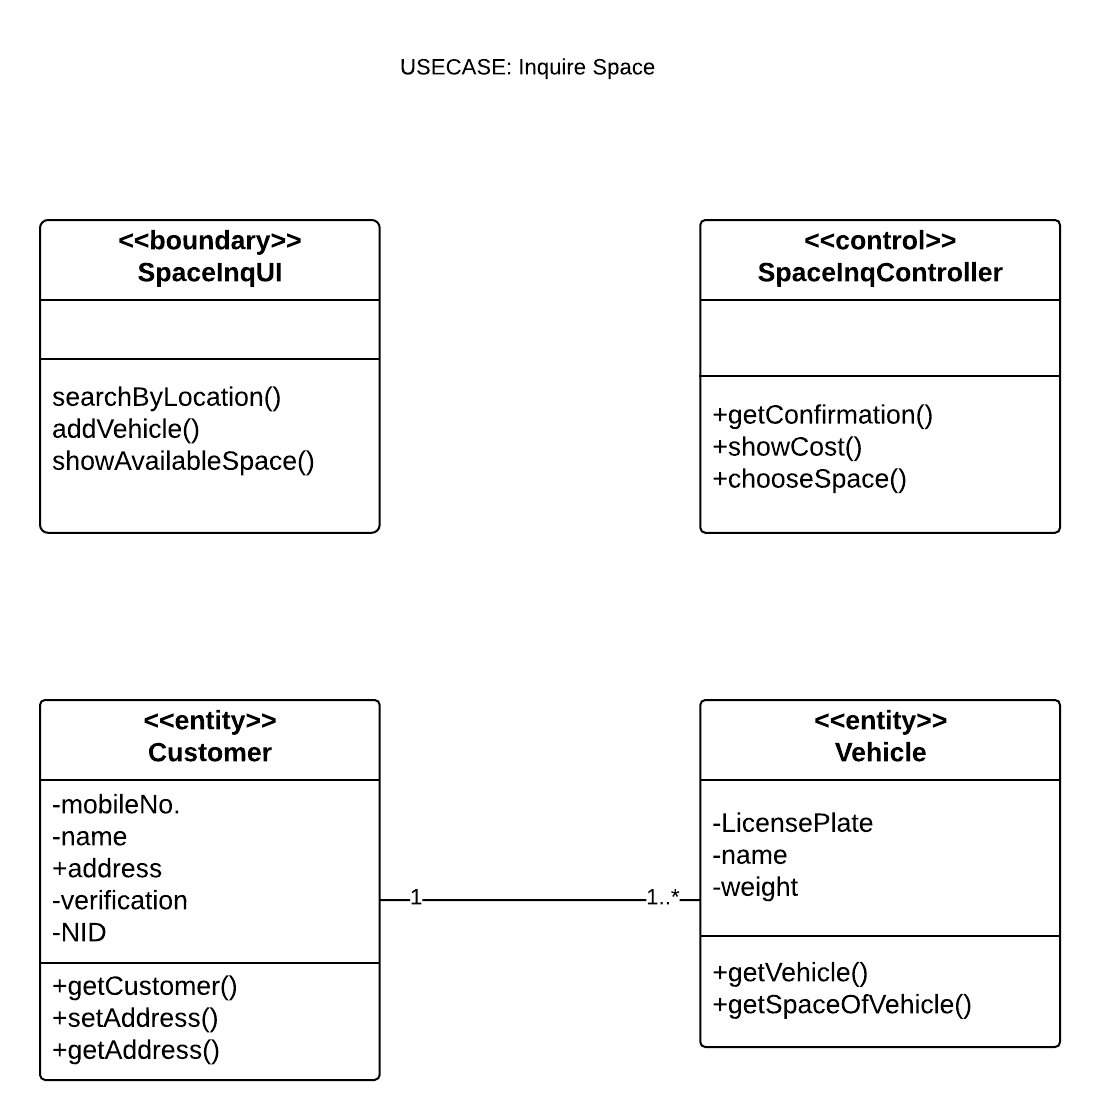 USECASE: Inquire Space
<<boundary>>
SpaceInqUI
searchByLocation()
addVehicle()
showAvailableSpace()
<<control>>
SpaceInqController
+getConfirmation()
+showCost()
+chooseSpace()
<<entity>>
Customer
-mobileNo.
-name
+address
-verification
-NID
+getCustomer()
+setAddress()
+getAddress()
1
1..*
<<entity>>
Vehicle
-LicensePlate
-name
-weight
+getVehicle()
+getSpaceOfVehicle()